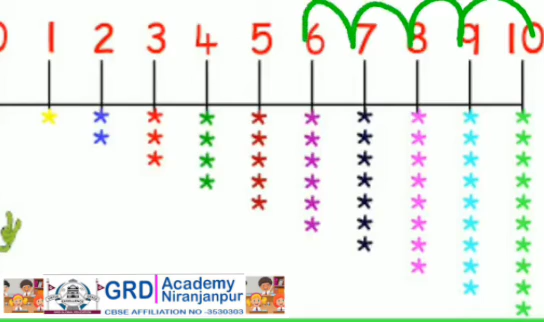 0 1 2 3 4 5 6 7 8 9 10
GRD Academy
Niranjanpur
CBSE AFFILIATION NO -3530303